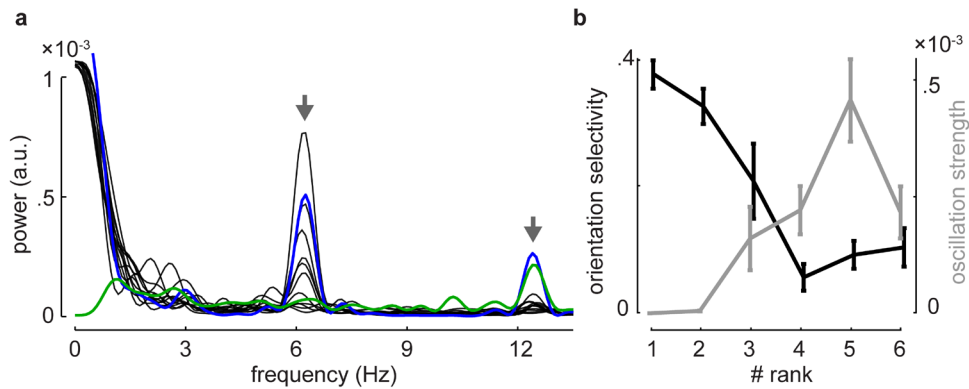 a
×10-3
1
.5
0
power (a.u.)
0 3 6 9 12
frequency (Hz)
b
.4
0
orientation selectivity
×10-3
.5
0
oscillation strength
1 2 3 4 5 6
# rank